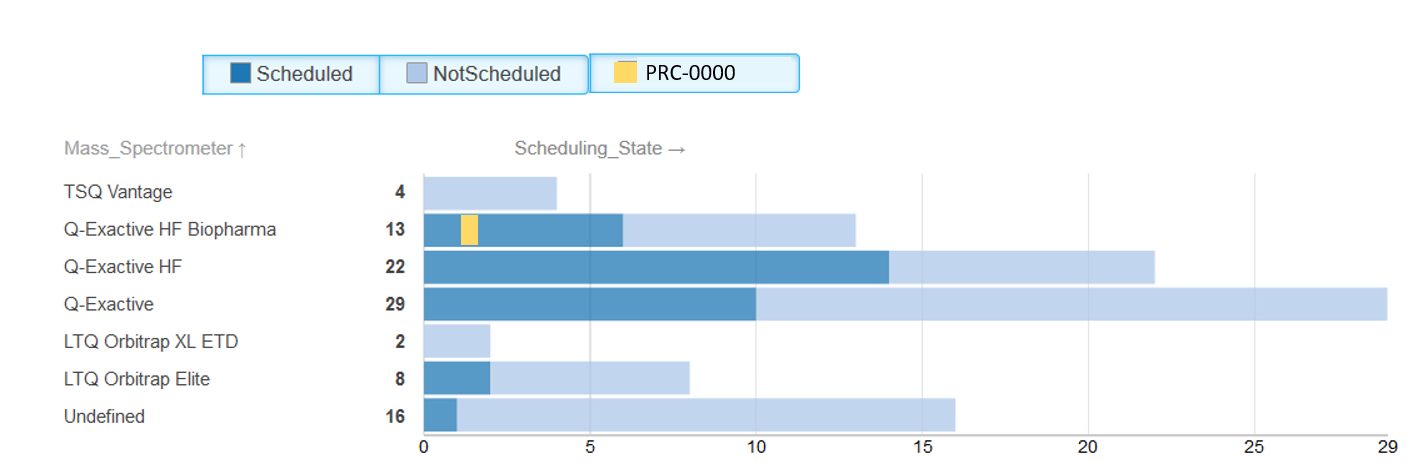 Scheduled NotScheduled PRC-0000
Mass_Spectrometer ↑ Scheduling_State →
TSQ Vantage 4
Q-Exactive HF Biopharma 13
Q-Exactive HF 22
Q-Exactive 29
LTQ Orbitrap XL ETD 2
LTQ Orbitrap Elite 8
Undefined 16
0 5 10 15 20 25 29